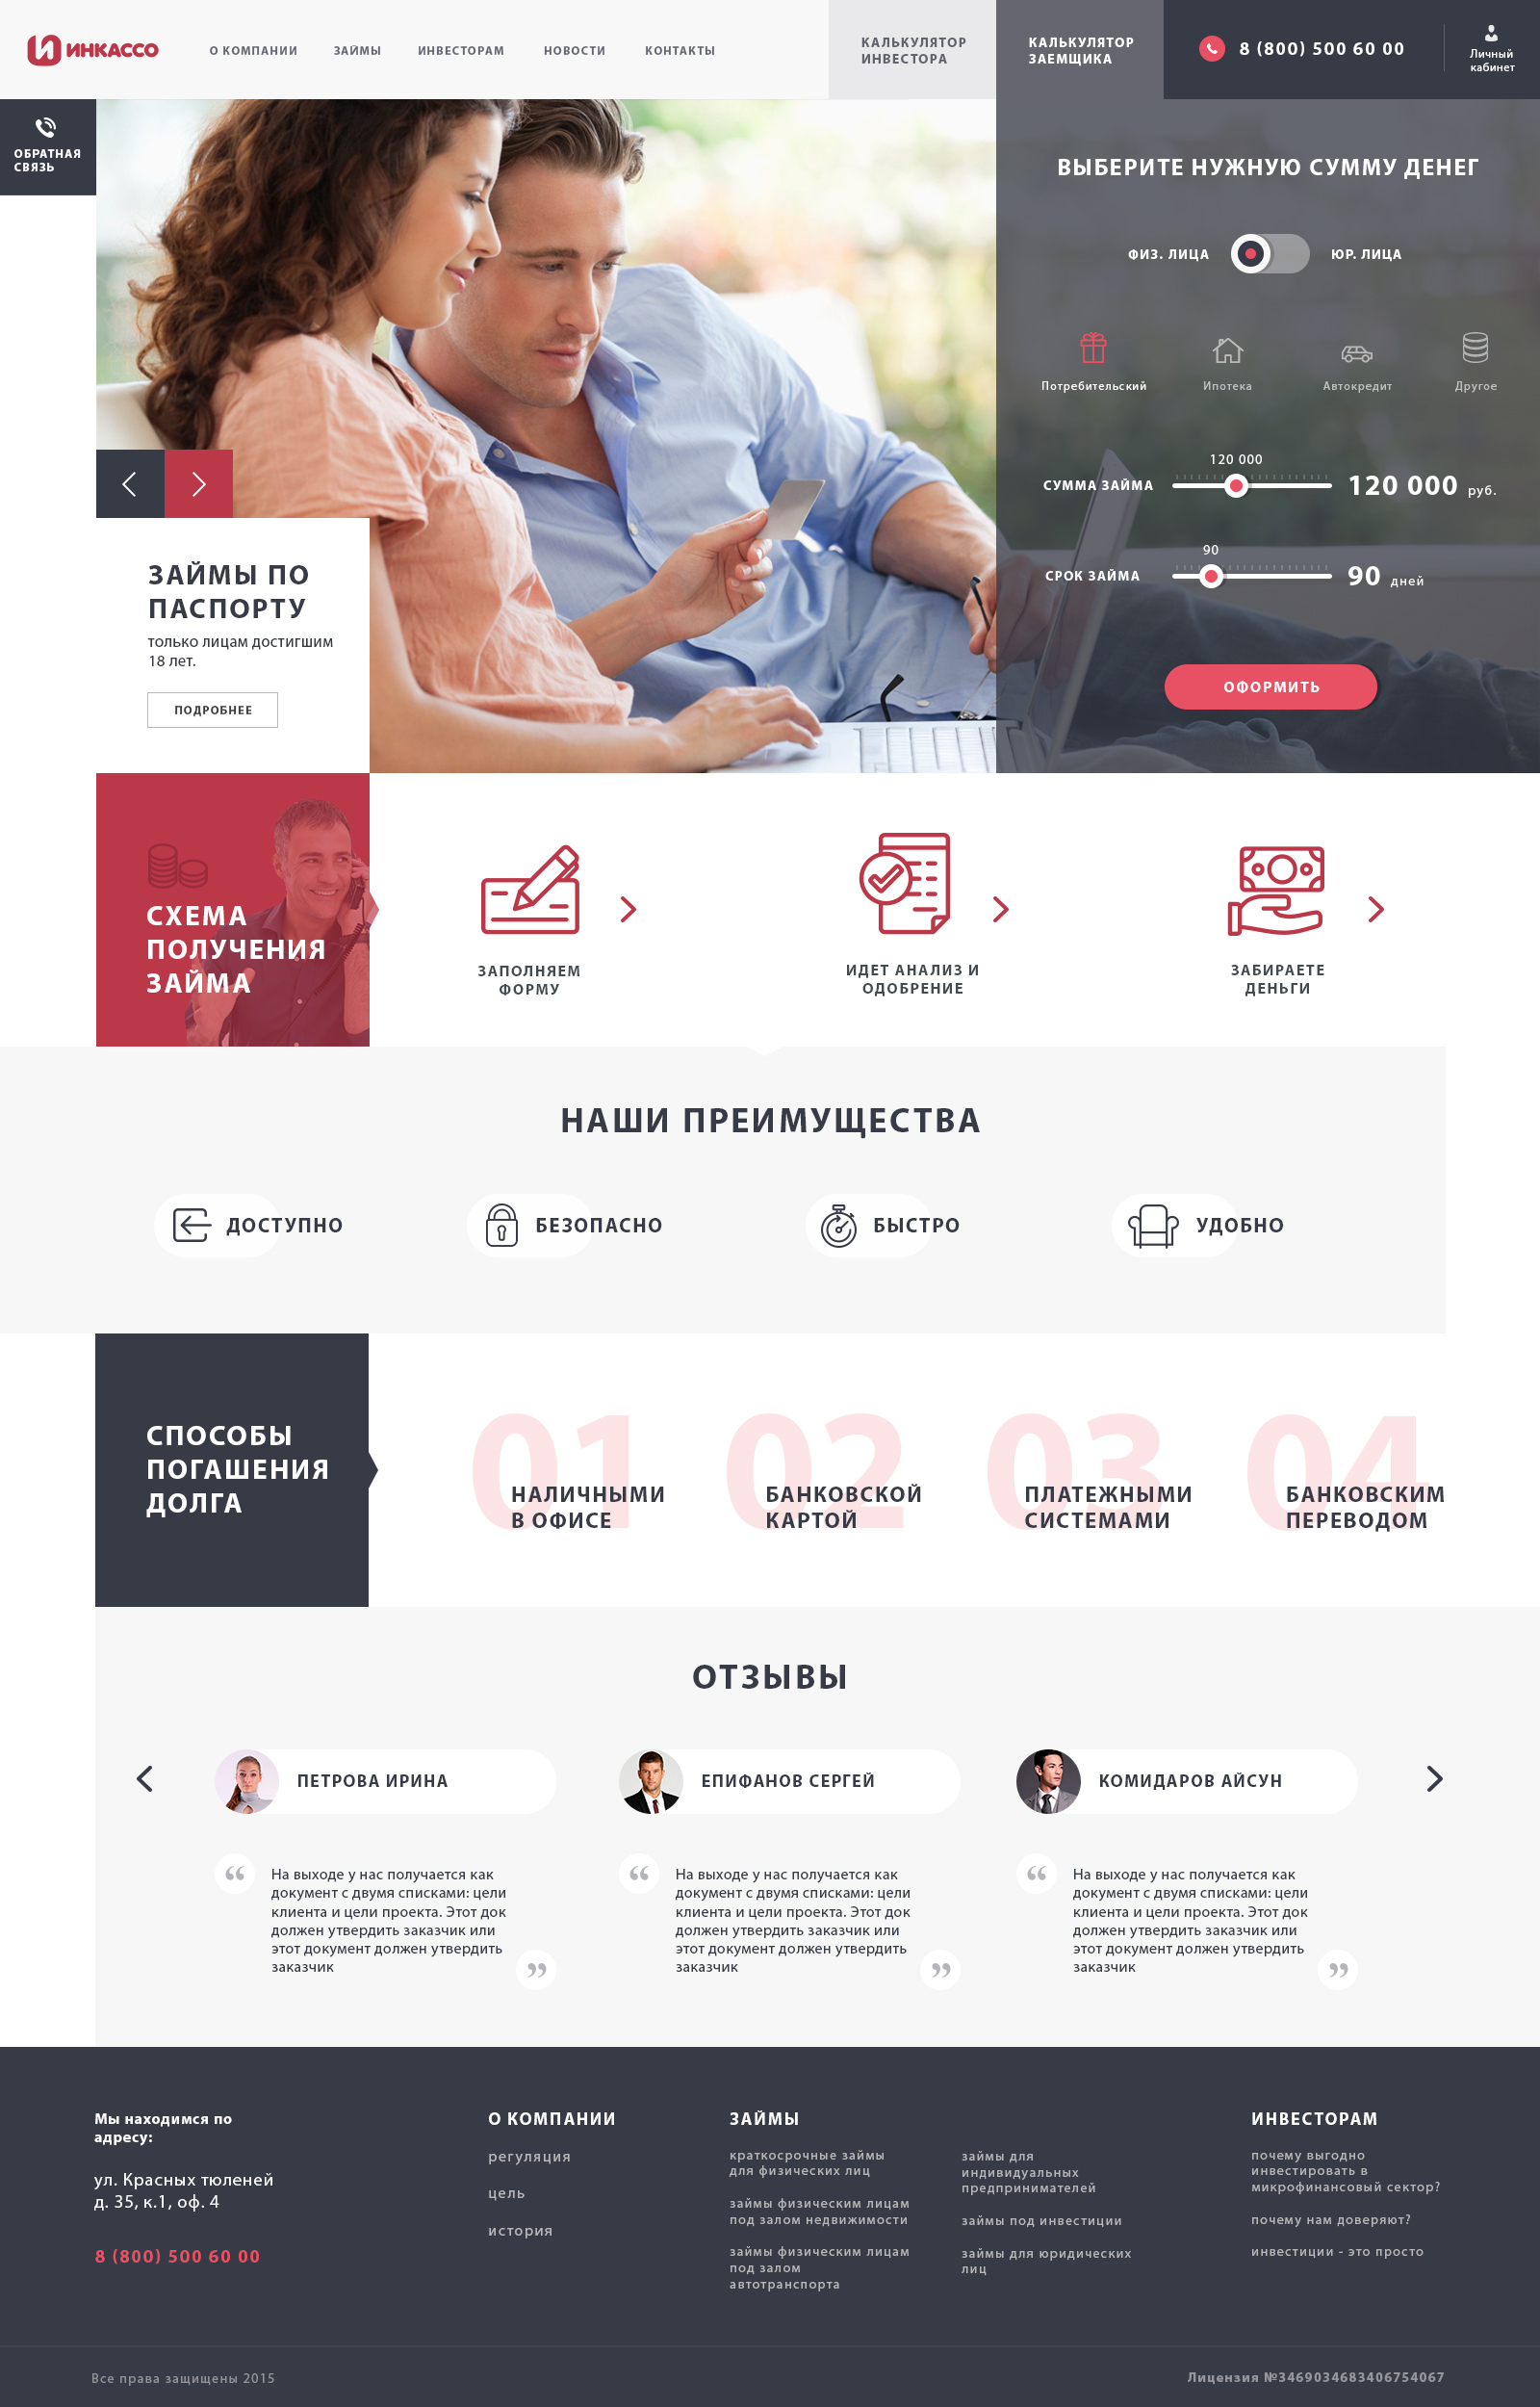 ИНКАССО
О КОМПАНИИ
ЗАЙМЫ
ИНВЕСТОРАМ
НОВОСТИ
КОНТАКТЫ
КАЛЬКУЛЯТОР
ИНВЕСТОРА
КАЛЬКУЛЯТОР
ЗАЕМЩИКА
8 (800) 500 60 00
Личный
кабинет
ОБРАТНАЯ
СВЯЗЬ
ВЫБЕРИТЕ НУЖНУЮ СУММУ ДЕНЕГ
ФИЗ. ЛИЦА
ЮР. ЛИЦА
Потребительский
Ипотека
Автокредит
Другое
120 000
СУММА ЗАЙМА
120 000 руб.
90
СРОК ЗАЙМА
90 дней
ОФОРМИТЬ
ЗАЙМЫ ПО
ПАСПОРТУ
только лицам достигшим
18 лет.
ПОДРОБНЕЕ
СХЕМА
ПОЛУЧЕНИЯ
ЗАЙМА
ЗАПОЛНЯЕМ
ФОРМУ
ИДЕТ АНАЛИЗ И
ОДОБРЕНИЕ
ЗАБИРАЕТЕ
ДЕНЬГИ
НАШИ ПРЕИМУЩЕСТВА
ДОСТУПНО
БЕЗОПАСНО
БЫСТРО
УДОБНО
СПОСОБЫ
ПОГАШЕНИЯ
ДОЛГА
01
НАЛИЧНЫМИ
В ОФИСЕ
02
БАНКОВСКОЙ
КАРТОЙ
03
ПЛАТЕЖНЫМИ
СИСТЕМАМИ
04
БАНКОВСКИМ
ПЕРЕВОДОМ
ОТЗЫВЫ
ПЕТРОВА ИРИНА
“
На выходе у нас получается как
документ с двумя списками: цели
клиента и цели проекта. Этот док
должен утвердить заказчик или
этот документ должен утвердить
заказчик
”
ЕПИФАНОВ СЕРГЕЙ
“
На выходе у нас получается как
документ с двумя списками: цели
клиента и цели проекта. Этот док
должен утвердить заказчик или
этот документ должен утвердить
заказчик
”
КОМИДАРОВ АЙСУН
“
На выходе у нас получается как
документ с двумя списками: цели
клиента и цели проекта. Этот док
должен утвердить заказчик или
этот документ должен утвердить
заказчик
”
Мы находимся по
адресу:
ул. Красных тюленей
д. 35, к.1, оф. 4
8 (800) 500 60 00
О КОМПАНИИ
регуляция
цель
история
ЗАЙМЫ
краткосрочные займы
для физических лиц
займы физическим лицам
под залом недвижимости
займы физическим лицам
под залом
автотранспорта
займы для
индивидуальных
предпринимателей
займы под инвестиции
займы для юридических
лиц
ИНВЕСТОРАМ
почему выгодно
инвестировать в
микрофинансовый сектор?
почему нам доверяют?
инвестиции - это просто
Все права защищены 2015
Лицензия №3469034683406754067